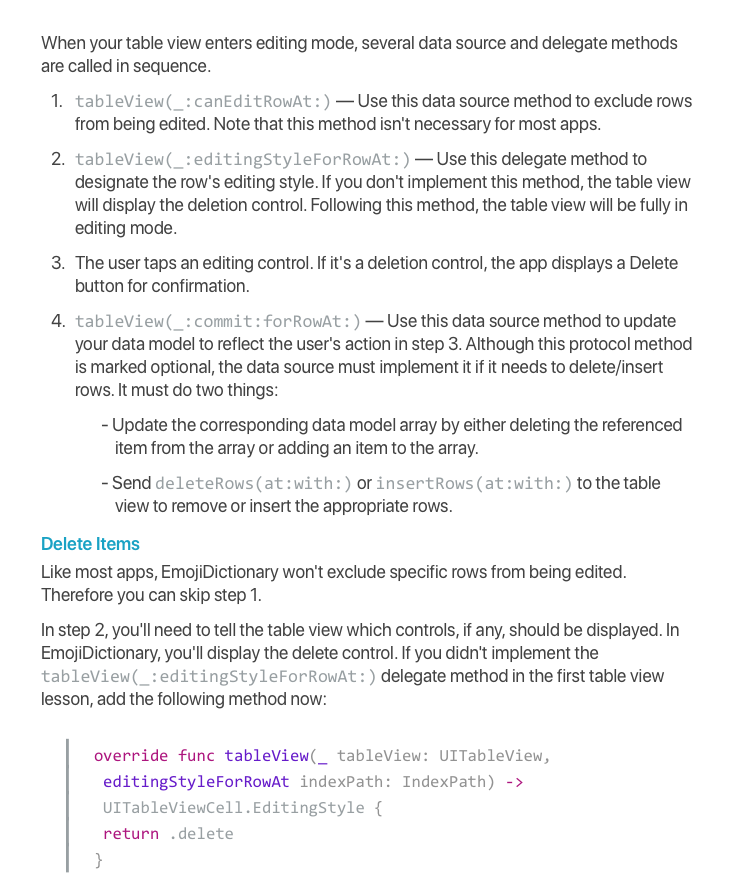 When your table view enters editing mode, several data source and delegate methods
are called in sequence.
1. tableView(_:canEditRowAt:) — Use this data source method to exclude rows
from being edited. Note that this method isn't necessary for most apps.
2. tableView(_:editingStyleForRowAt:) — Use this delegate method to
designate the row's editing style. If you don't implement this method, the table view
will display the deletion control. Following this method, the table view will be fully in
editing mode.
3. The user taps an editing control. If it's a deletion control, the app displays a Delete
button for confirmation.
4. tableView(_:commit:forRowAt:) — Use this data source method to update
your data model to reflect the user's action in step 3. Although this protocol method
is marked optional, the data source must implement it if it needs to delete/insert
rows. It must do two things:
- Update the corresponding data model array by either deleting the referenced
item from the array or adding an item to the array.
- Send deleteRows(at:with:) or insertRows(at:with:) to the table
view to remove or insert the appropriate rows.
Delete Items
Like most apps, EmojiDictionary won't exclude specific rows from being edited.
Therefore you can skip step 1.
In step 2, you'll need to tell the table view which controls, if any, should be displayed. In
EmojiDictionary, you'll display the delete control. If you didn't implement the
tableView(_:editingStyleForRowAt:) delegate method in the first table view
lesson, add the following method now:
override func tableView(_ tableView: UITableView,
editingStyleForRowAt indexPath: IndexPath) ->
UITableViewCell.EditingStyle {
return .delete
}